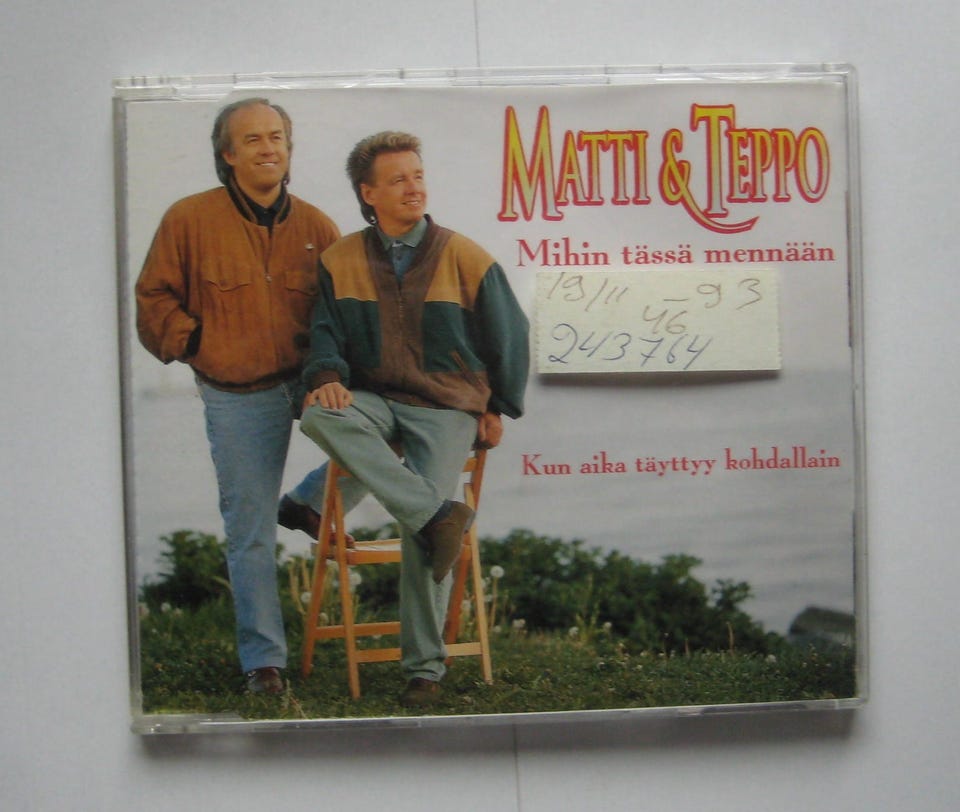 MATTI & TEPPO
Mihin tässä mennään
19/11 - 93
46
243764
Kun aika täyttyy kohdallain